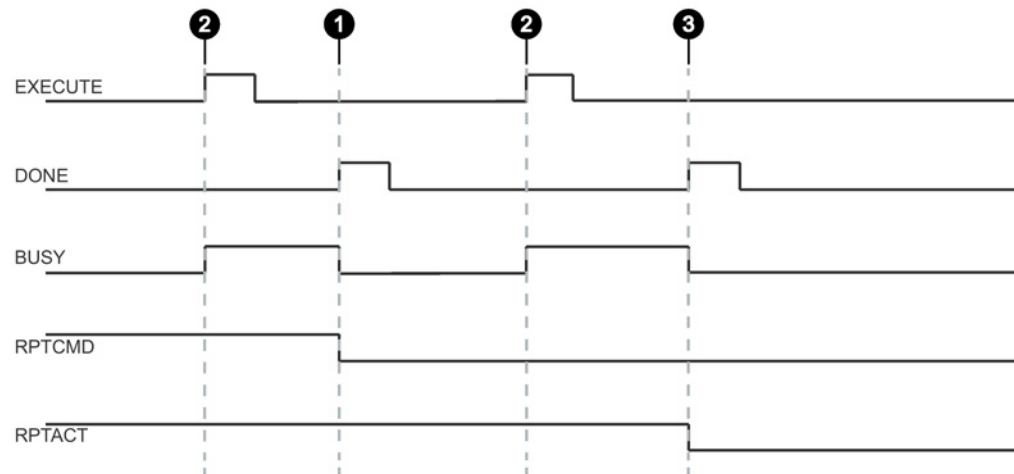 2 1 2 3
EXECUTE
DONE
BUSY
RPTCMD
RPTACT